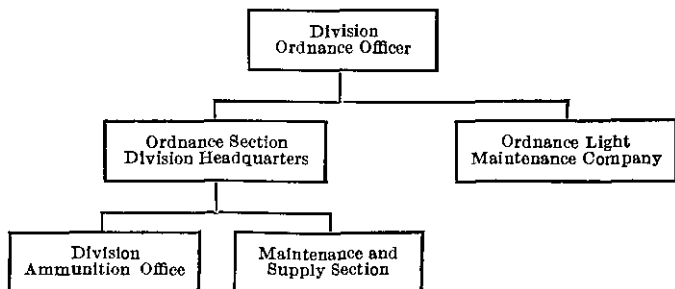 Division
Ordnance Officer
Ordnance Section
Division Headquarters
Ordnance Light
Maintenance Company
Division
Ammunition Office
Maintenance and
Supply Section